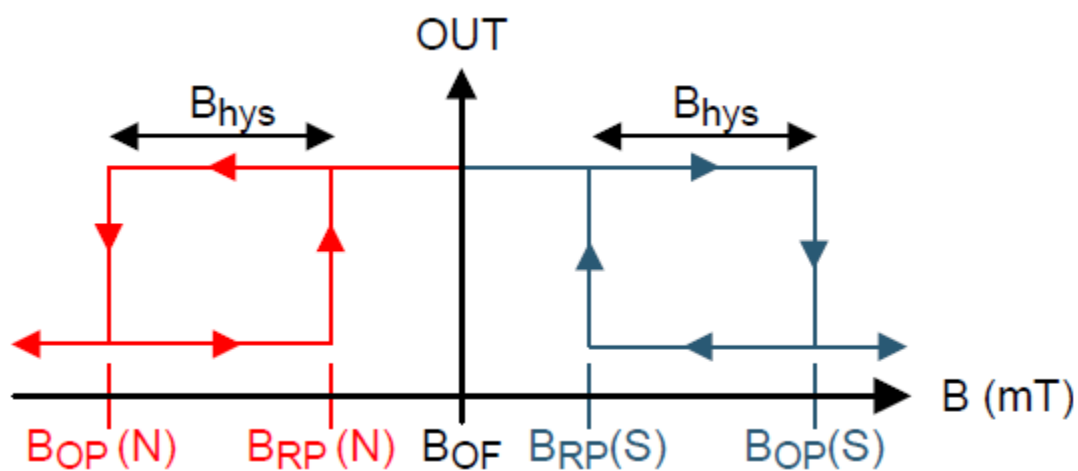 OUT
Bhys
Bhys
B (mT)
BOP (N)
BRP (N)
BOF
BRP(S)
BOP(S)